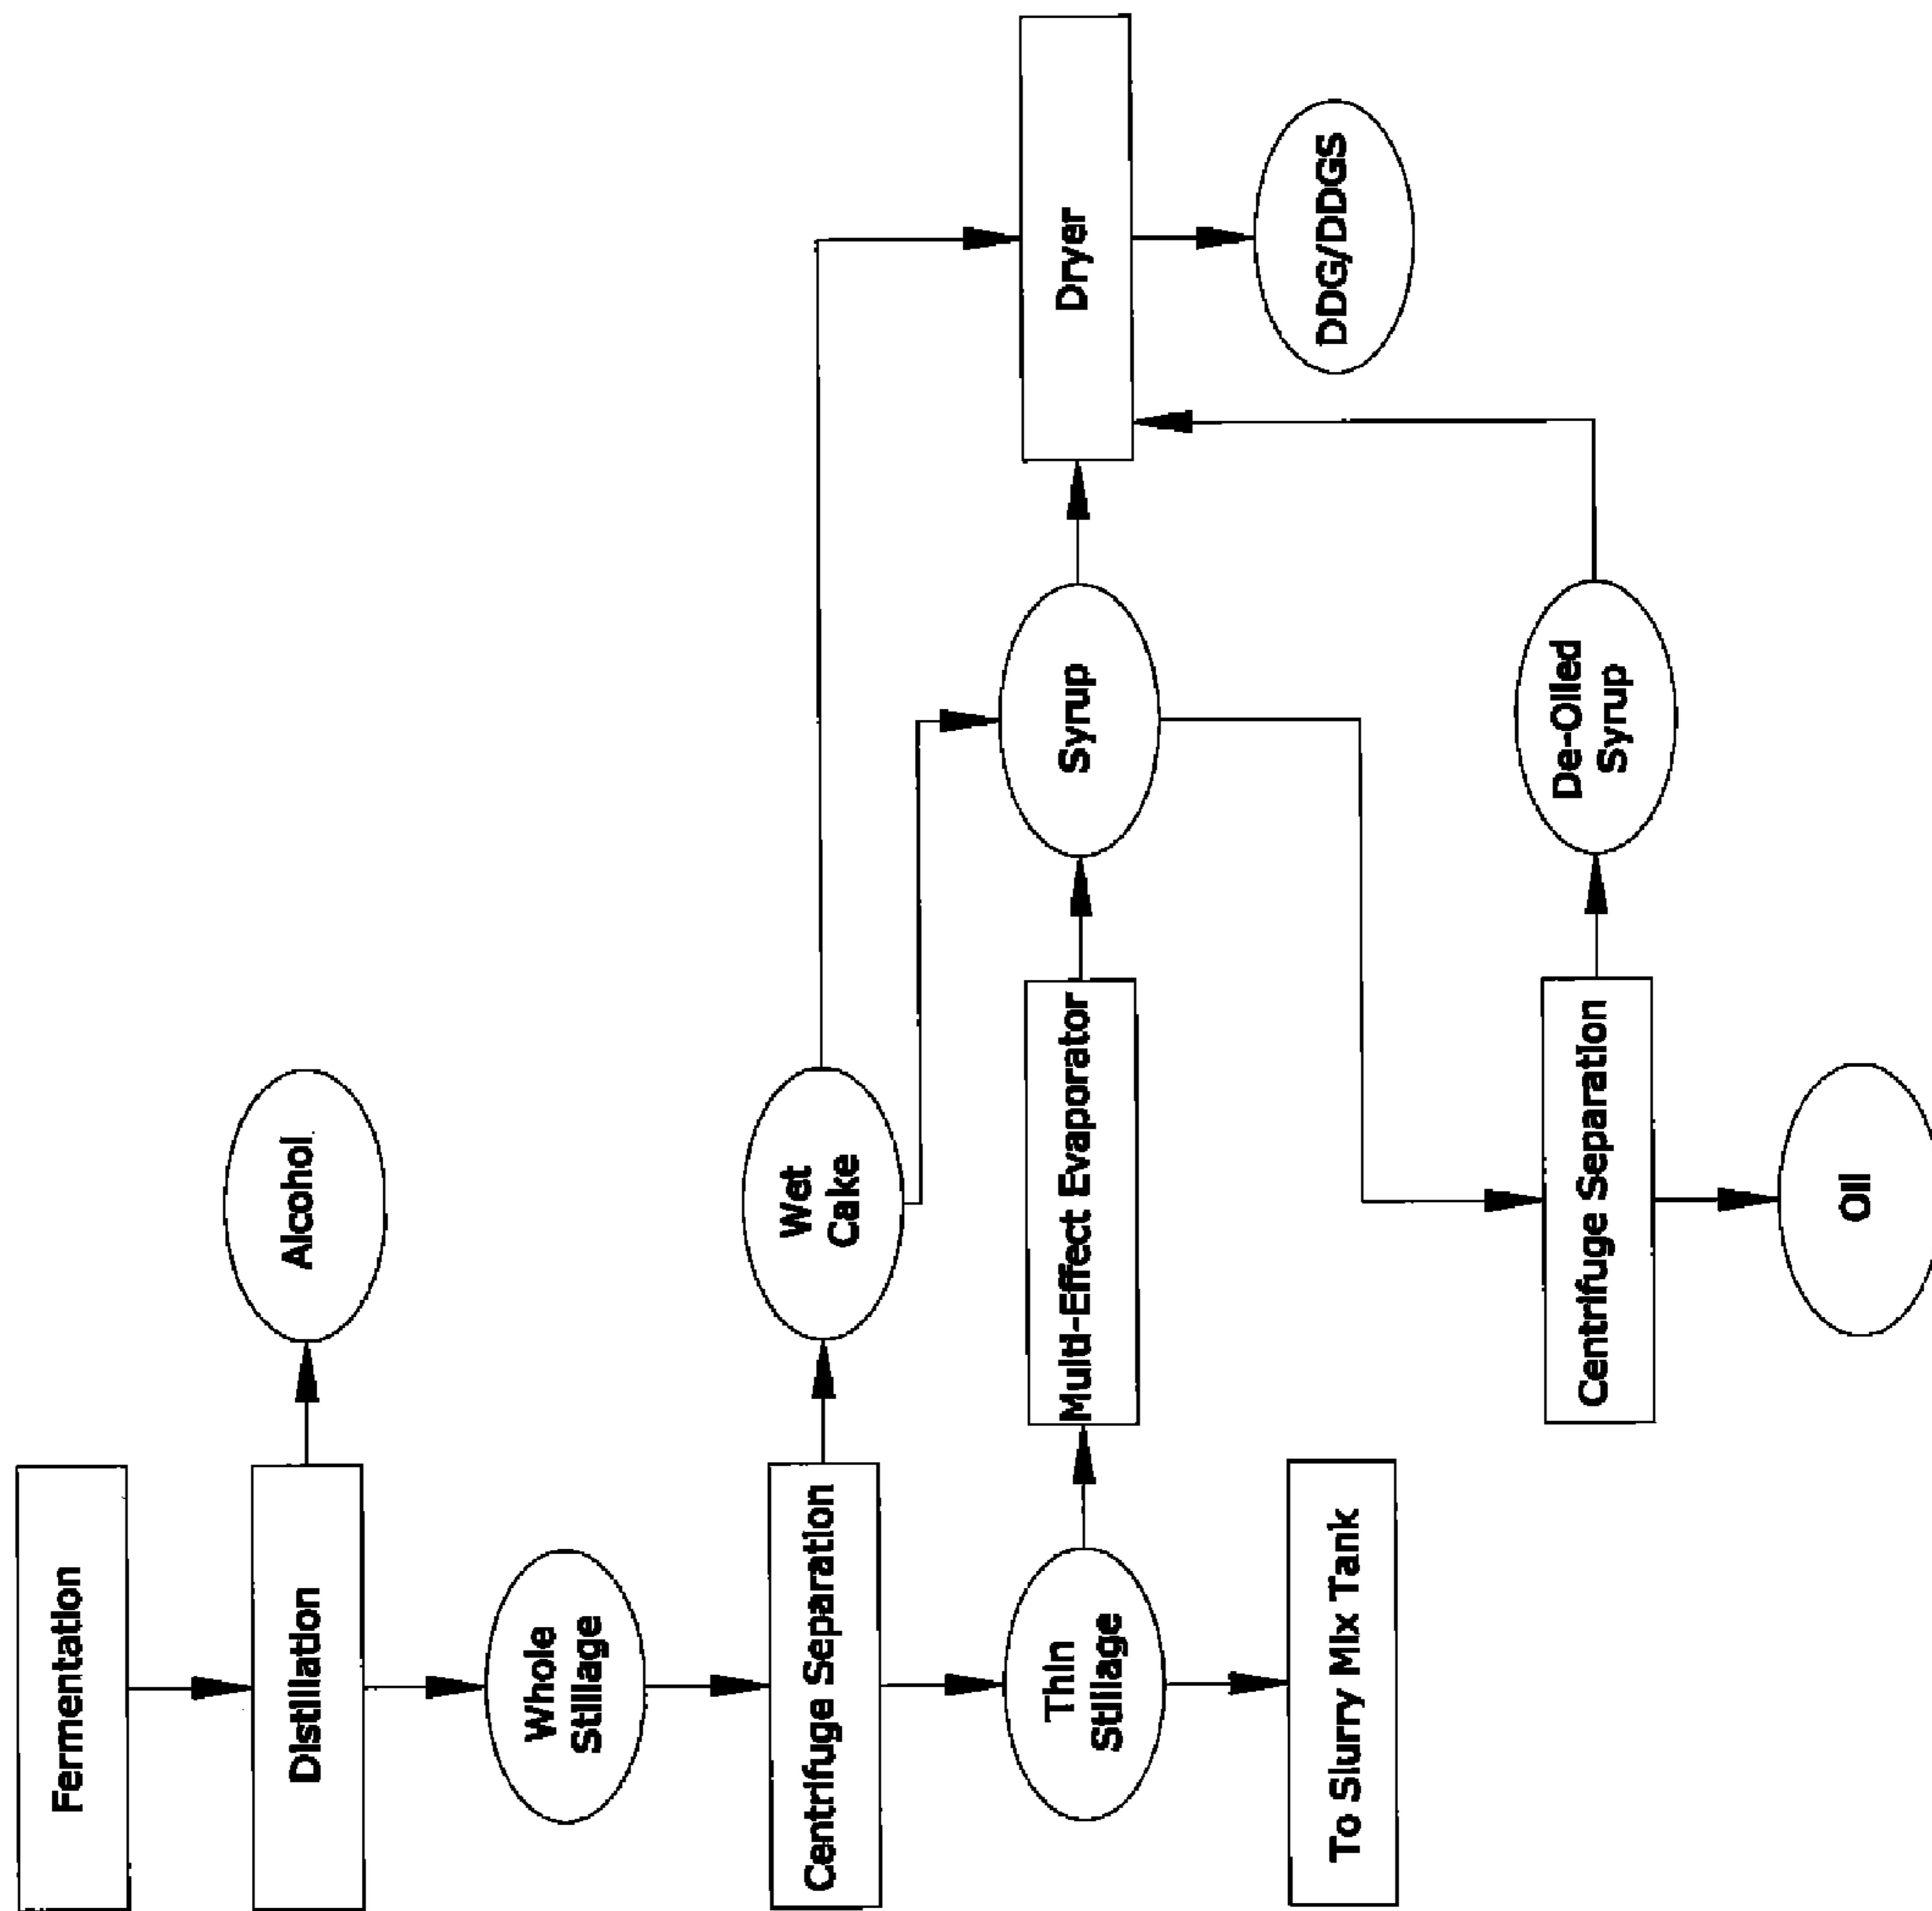 Fermentation
Distillation
Alcohol
Whole
Stillage
Centrifuge Separation
Wet
Cake
Thin
Stillage
Multi-Effect Evaporator
Syrup
Dryer
DDG/DDGS
To Slurry Mix Tank
Centrifuge Separation
De-Oiled
Syrup
Oil